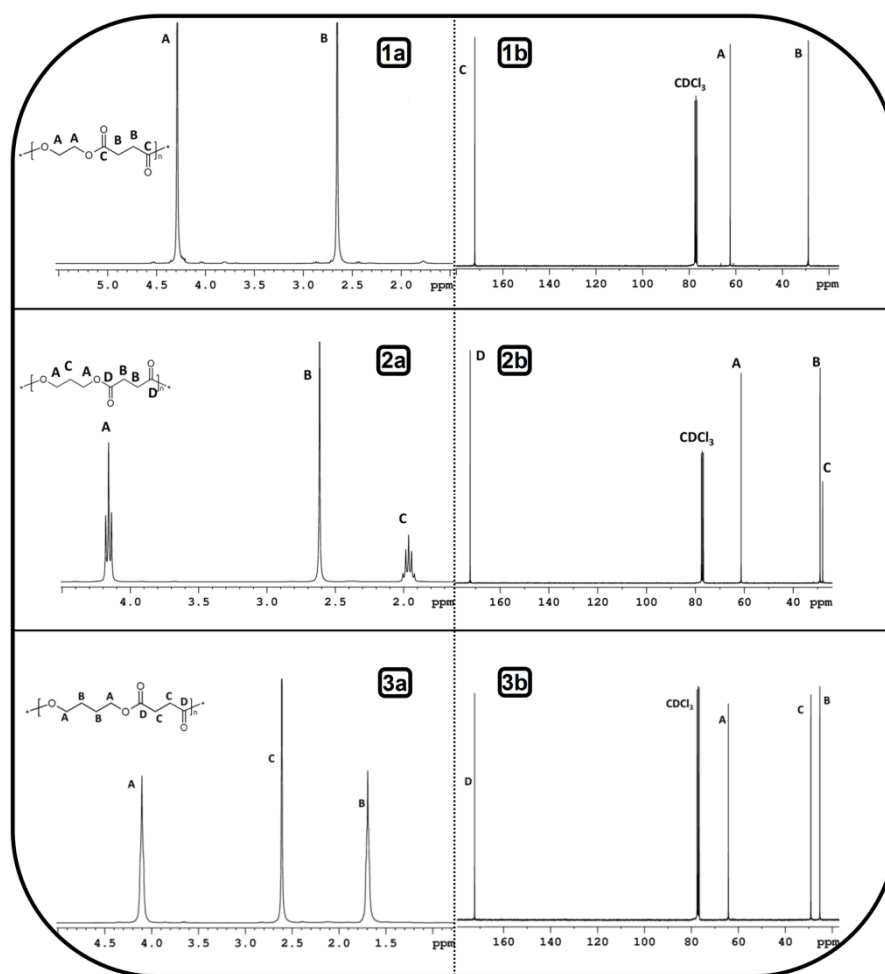 A
B
1a
C
1b
CDCl3
A
B
A A O O B B C C O n
5.0 4.5 4.0 3.5 3.0 2.5 2.0 ppm
160 140 120 100 80 60 40 ppm
2a
B
D
2b
A
B
CDCl3
C
O A C A O D O B B O D n
A
C
4.0 3.5 3.0 2.5 2.0 ppm
160 140 120 100 80 60 40 ppm
3a
3b
O A B B A O D O C C D O n
C
A
B
CDCl3
A
C
B
D
4.5 4.0 3.5 3.0 2.5 2.0 1.5 ppm
160 140 120 100 80 60 40 ppm